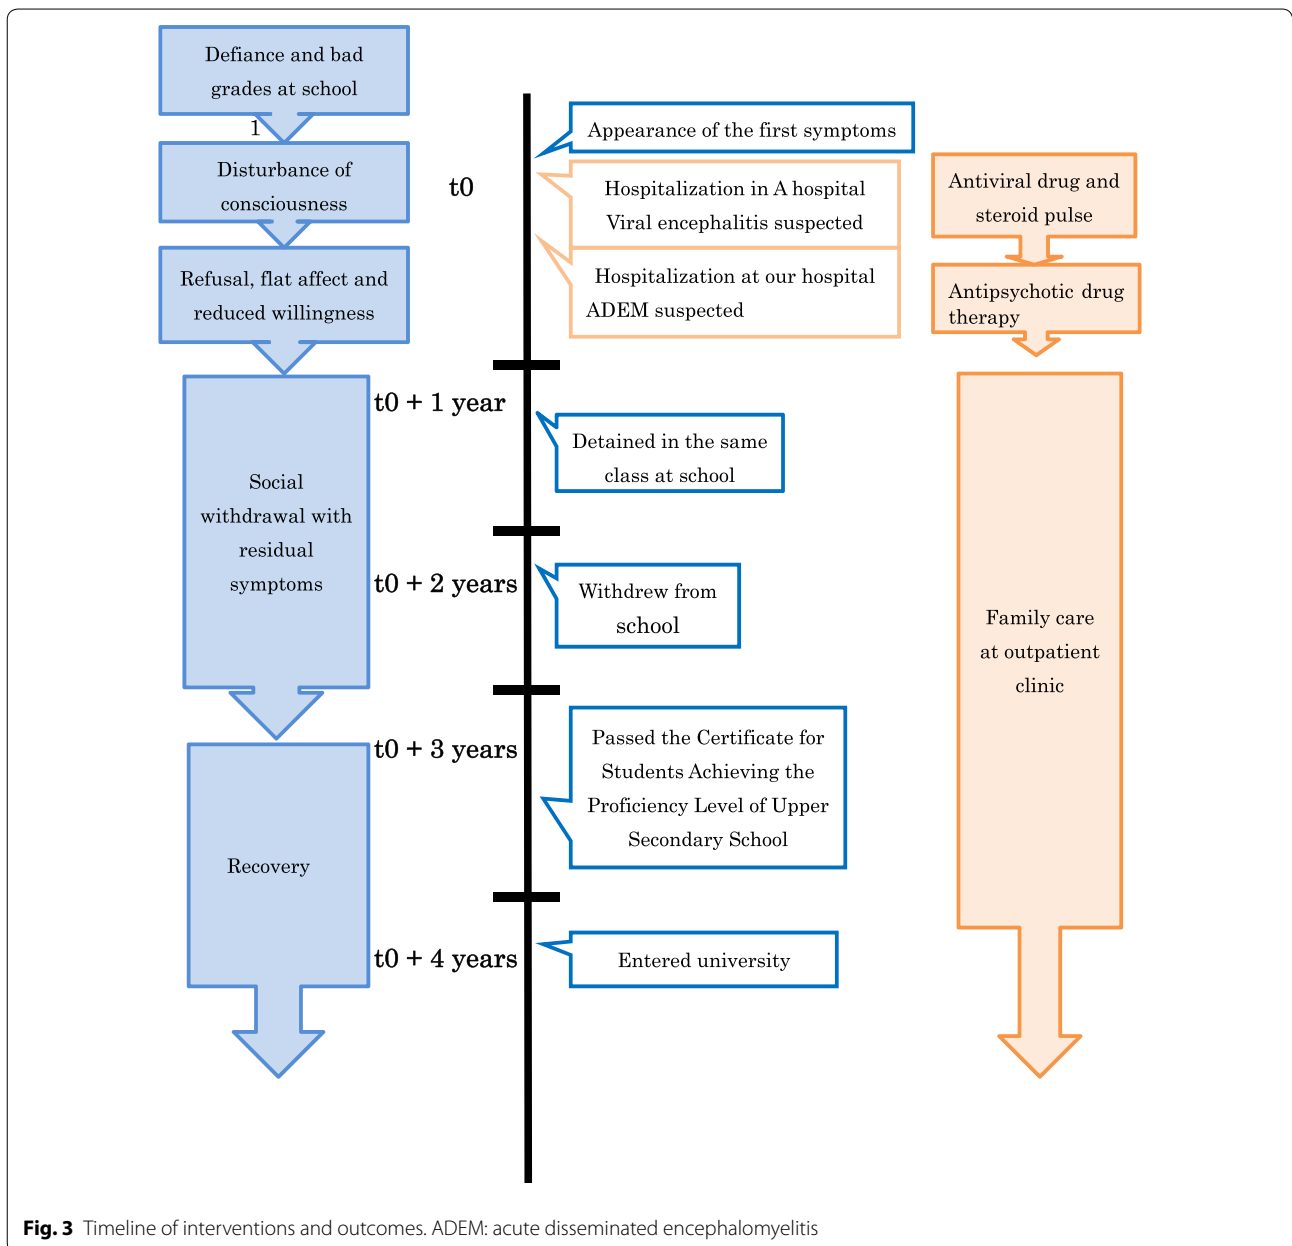 Defiance and bad
grades at school
1
Disturbance of
consciousness
Refusal, flat affect and
reduced willingness
Social
withdrawal with
residual
symptoms
Recovery
t0
t0 + 1 year
t0 + 2 years
t0 + 3 years
t0 + 4 years
Appearance of the first symptoms
Hospitalization in A hospital
Viral encephalitis suspected
Hospitalization at our hospital
ADEM suspected
Detained in the same
class at school
Withdrew from
school
Passed the Certificate for
Students Achieving the
Proficiency Level of Upper
Secondary School
Entered university
Antiviral drug and
steroid pulse
Antipsychotic drug
therapy
Family care
at outpatient
clinic
Fig. 3 Timeline of interventions and outcomes. ADEM: acute disseminated encephalomyelitis